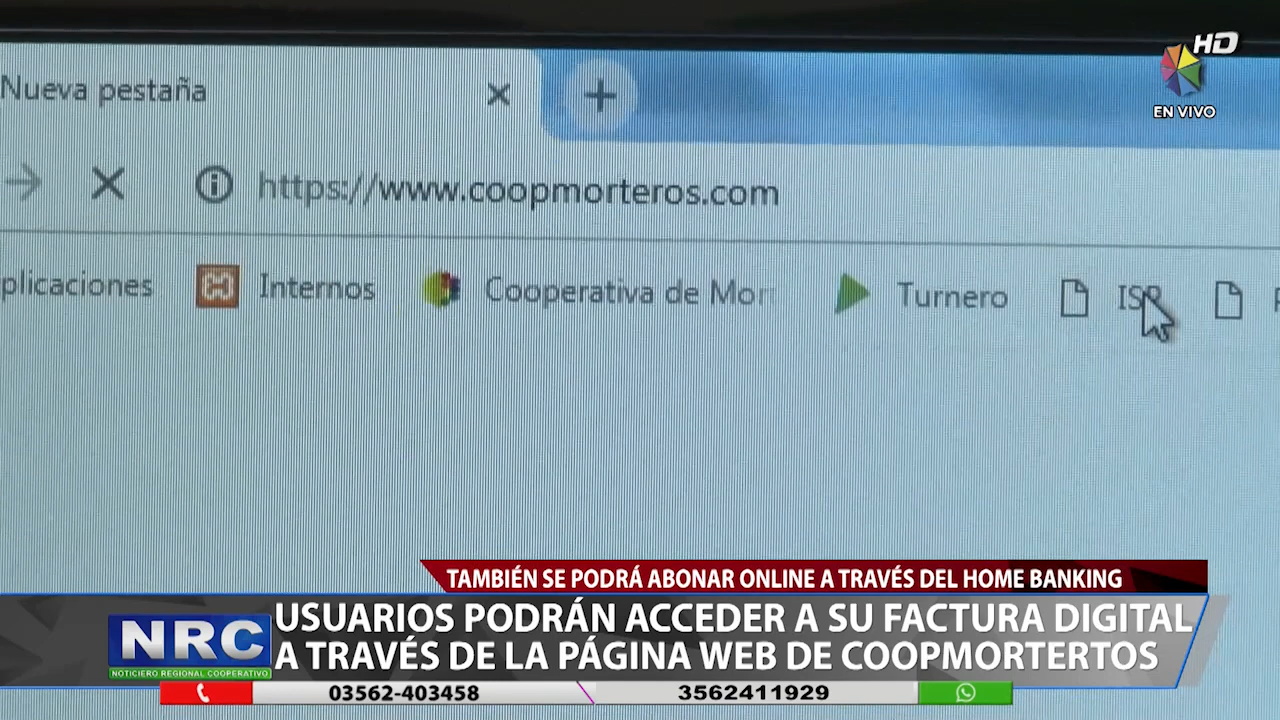 HD
EN VIVO
Nueva pestaña
https://www.coopmorteros.com
plicaciones
Internos
Cooperativa de Mor
Turnero
ISP
TAMBIÉN SE PODRÁ ABONAR ONLINE A TRAVÉS DEL HOME BANKING
USUARIOS PODRÁN ACCEDER A SU FACTURA DIGITAL
A TRAVÉS DE LA PÁGINA WEB DE COOPMORTERTOS
NRC
NOTICIERO REGIONAL COOPERATIVO
03562-403458
3562411929